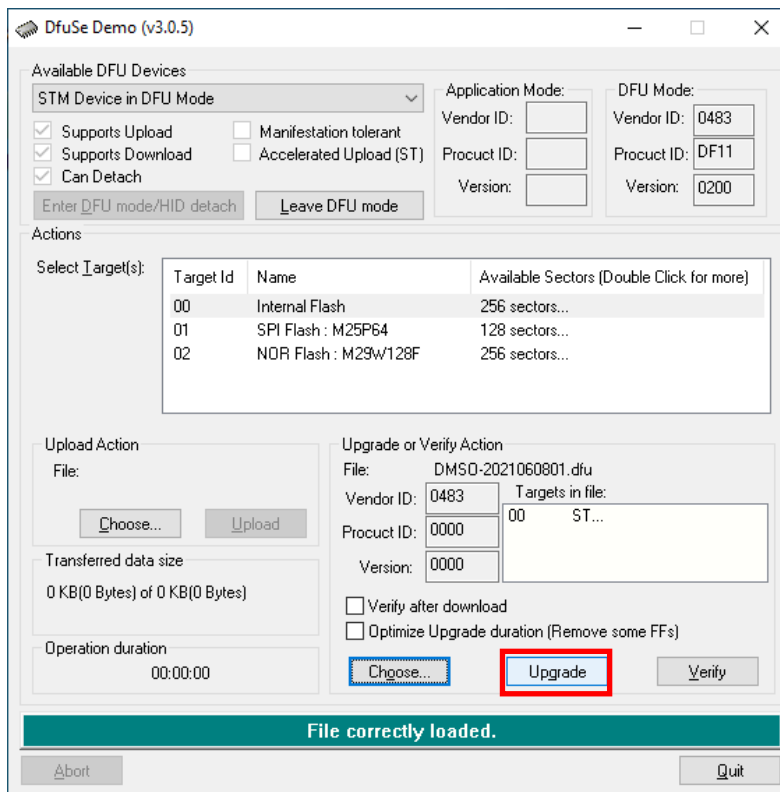 DfuSe Demo (v3.0.5)
Available DFU Devices
STM Device in DFU Mode
Supports Upload
Manifestation tolerant
Supports Download
Accelerated Upload (ST)
Can Detach
Enter DFU mode/HID detach
Leave DFU mode
Application Mode:
Vendor ID:
Procuct ID:
Version:
DFU Mode:
Vendor ID: 0483
Procuct ID: DF11
Version: 0200
Actions
Select Target(s):
Target Id Name Available Sectors (Double Click for more)
00 Internal Flash 256 sectors...
01 SPI Flash : M25P64 128 sectors...
02 NOR Flash : M29W128F 256 sectors...
Upload Action
File:
Choose... Upload
Transferred data size
0 KB(0 Bytes) of 0 KB(0 Bytes)
Operation duration
00:00:00
Upgrade or Verify Action
File: DMSO-2021060801.dfu
Vendor ID: 0483
Procuct ID: 0000
Version: 0000
Targets in file:
00 ST...
Verify after download
Optimize Upgrade duration (Remove some FFs)
Choose... Upgrade Verify
File correctly loaded.
Abort Quit